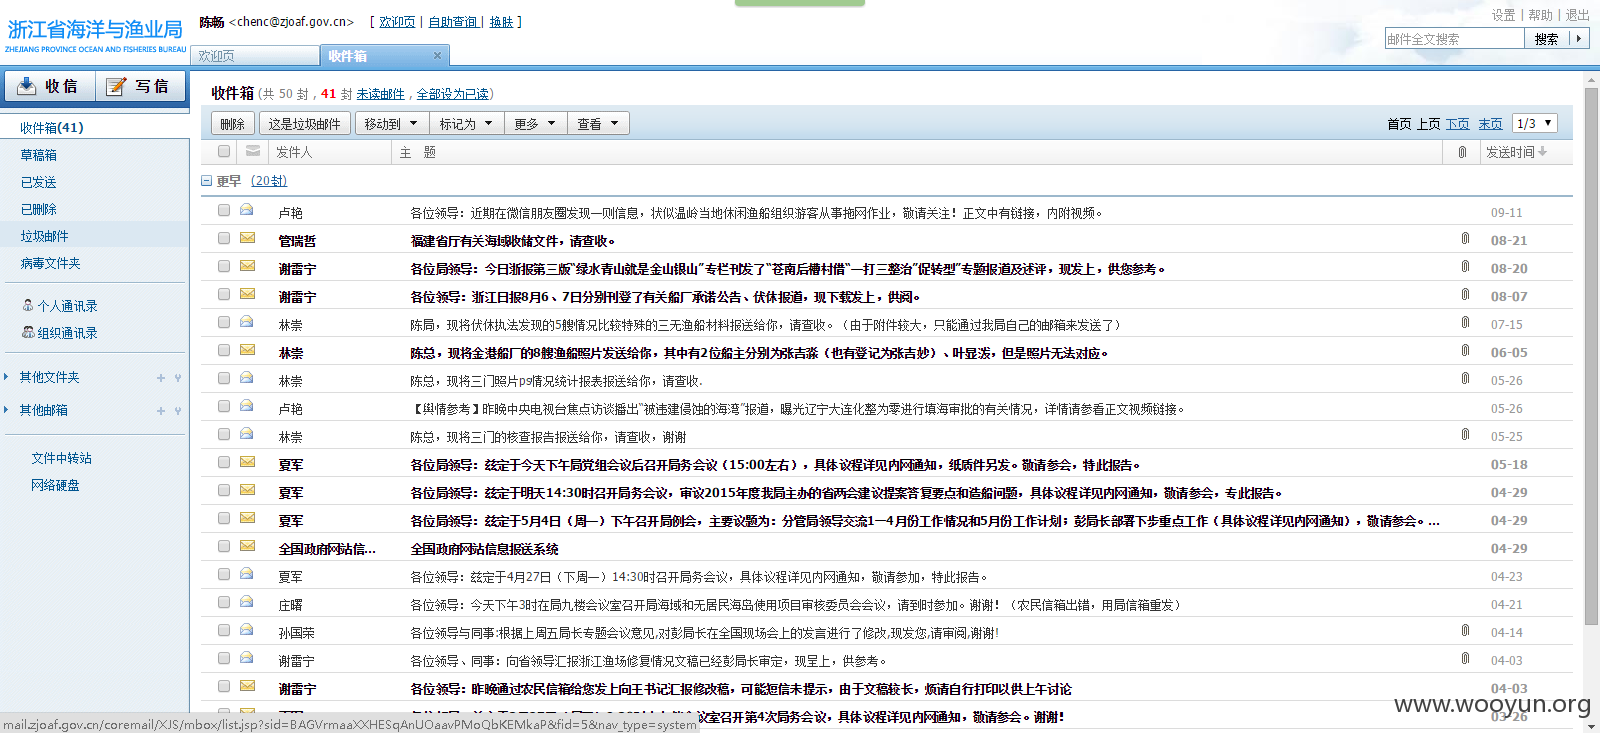 浙江省海洋与渔业局
ZHEJIANG PROVINCE OCEAN AND FISHERIES BUREAU
陈畅 <chenc@zjoaf.gov.cn> [ 欢迎页 | 自助查询 | 换肤 ]
设置 | 帮助 | 退出
欢迎页 收件箱 ×
邮件全文搜索 搜索
收信 写信
收件箱(41)
草稿箱
已发送
已删除
垃圾邮件
病毒文件夹
个人通讯录
组织通讯录
其他文件夹
其他邮箱
文件中转站
网络硬盘
收件箱 (共 50 封 , 41 封 未读邮件 , 全部设为已读)
删除 这是垃圾邮件 移动到 标记为 更多 查看
首页 上页 下页 末页 1/3
发件人 主 题 发送时间
更早 (20封)
卢艳 各位领导：近期在微信朋友圈发现一则信息，状似温岭当地休闲渔船组织游客从事拖网作业，敬请关注！正文中有链接，内附视频。 09-11
管瑞哲 福建省厅有关海域收储文件，请查收。 08-21
谢雷宁 各位局领导：今日浙报第三版“绿水青山就是金山银山”专栏刊发了“苍南后槽村借“一打三整治”促转型”专题报道及述评，现发上，供您参考。 08-20
谢雷宁 各位领导：浙江日报8月6、7日分别刊登了有关船厂承诺公告、伏休报道，现下载发上，供阅。 08-07
林崇 陈局，现将伏休执法发现的5艘情况比较特殊的三无渔船材料报送给你，请查收。（由于附件较大，只能通过我局自己的邮箱来发送了） 07-15
林崇 陈总，现将金港船厂的8艘渔船照片发送给你，其中有2位船主分别为张吉淼（也有登记为张吉妙）、叶显泼，但是照片无法对应。 06-05
林崇 陈总，现将三门照片ps情况统计报表报送给你，请查收. 05-26
卢艳 【舆情参考】昨晚中央电视台焦点访谈播出“被违建侵蚀的海湾”报道，曝光辽宁大连化整为零进行填海审批的有关情况，详情请参看正文视频链接。 05-26
林崇 陈总，现将三门的核查报告报送给你，请查收，谢谢 05-25
夏军 各位局领导：兹定于今天下午局党组会议后召开局务会议（15:00左右），具体议程详见内网通知，纸质件另发。敬请参会，特此报告。 05-18
夏军 各位局领导：兹定于明天14:30时召开局务会议，审议2015年度我局主办的省两会建议提案答复要点和造船问题，具体议程详见内网通知，敬请参会，专此报告。 04-29
夏军 各位局领导：兹定于5月4日（周一）下午召开局例会，主要议题为：分管局领导交流1—4月份工作情况和5月份工作计划；彭局长部署下步重点工作（具体议程详见内网通知），敬请参会。... 04-29
全国政府网站信... 全国政府网站信息报送系统 04-29
夏军 各位领导：兹定于4月27日（下周一）14:30时召开局务会议，具体议程详见内网通知，敬请参加，特此报告。 04-23
庄曙 各位领导：今天下午3时在局九楼会议室召开局海域和无居民海岛使用项目审核委员会会议，请到时参加。谢谢！（农民信箱出错，用局信箱重发） 04-21
孙国荣 各位领导与同事:根据上周五局长专题会议意见,对彭局长在全国现场会上的发言进行了修改,现发您,请审阅,谢谢! 04-14
谢雷宁 各位领导、同事：向省领导汇报浙江渔场修复情况文稿已经彭局长审定，现呈上，供参考。 04-03
谢雷宁 各位领导：昨晚通过农民信箱给您发上向王书记汇报修改稿，可能短信未提示，由于文稿较长，烦请自行打印以供上午讨论 04-03
议室召开第4次局务会议，具体议程详见内网通知，敬请参会。谢谢! 03-26
mail.zjoaf.gov.cn/coremail/XJS/mbox/list.jsp?sid=BAGVrmaaXXHESqAnUOaavPMoQbKEMkaP&fid=5&nav_type=system
www.wooyun.org